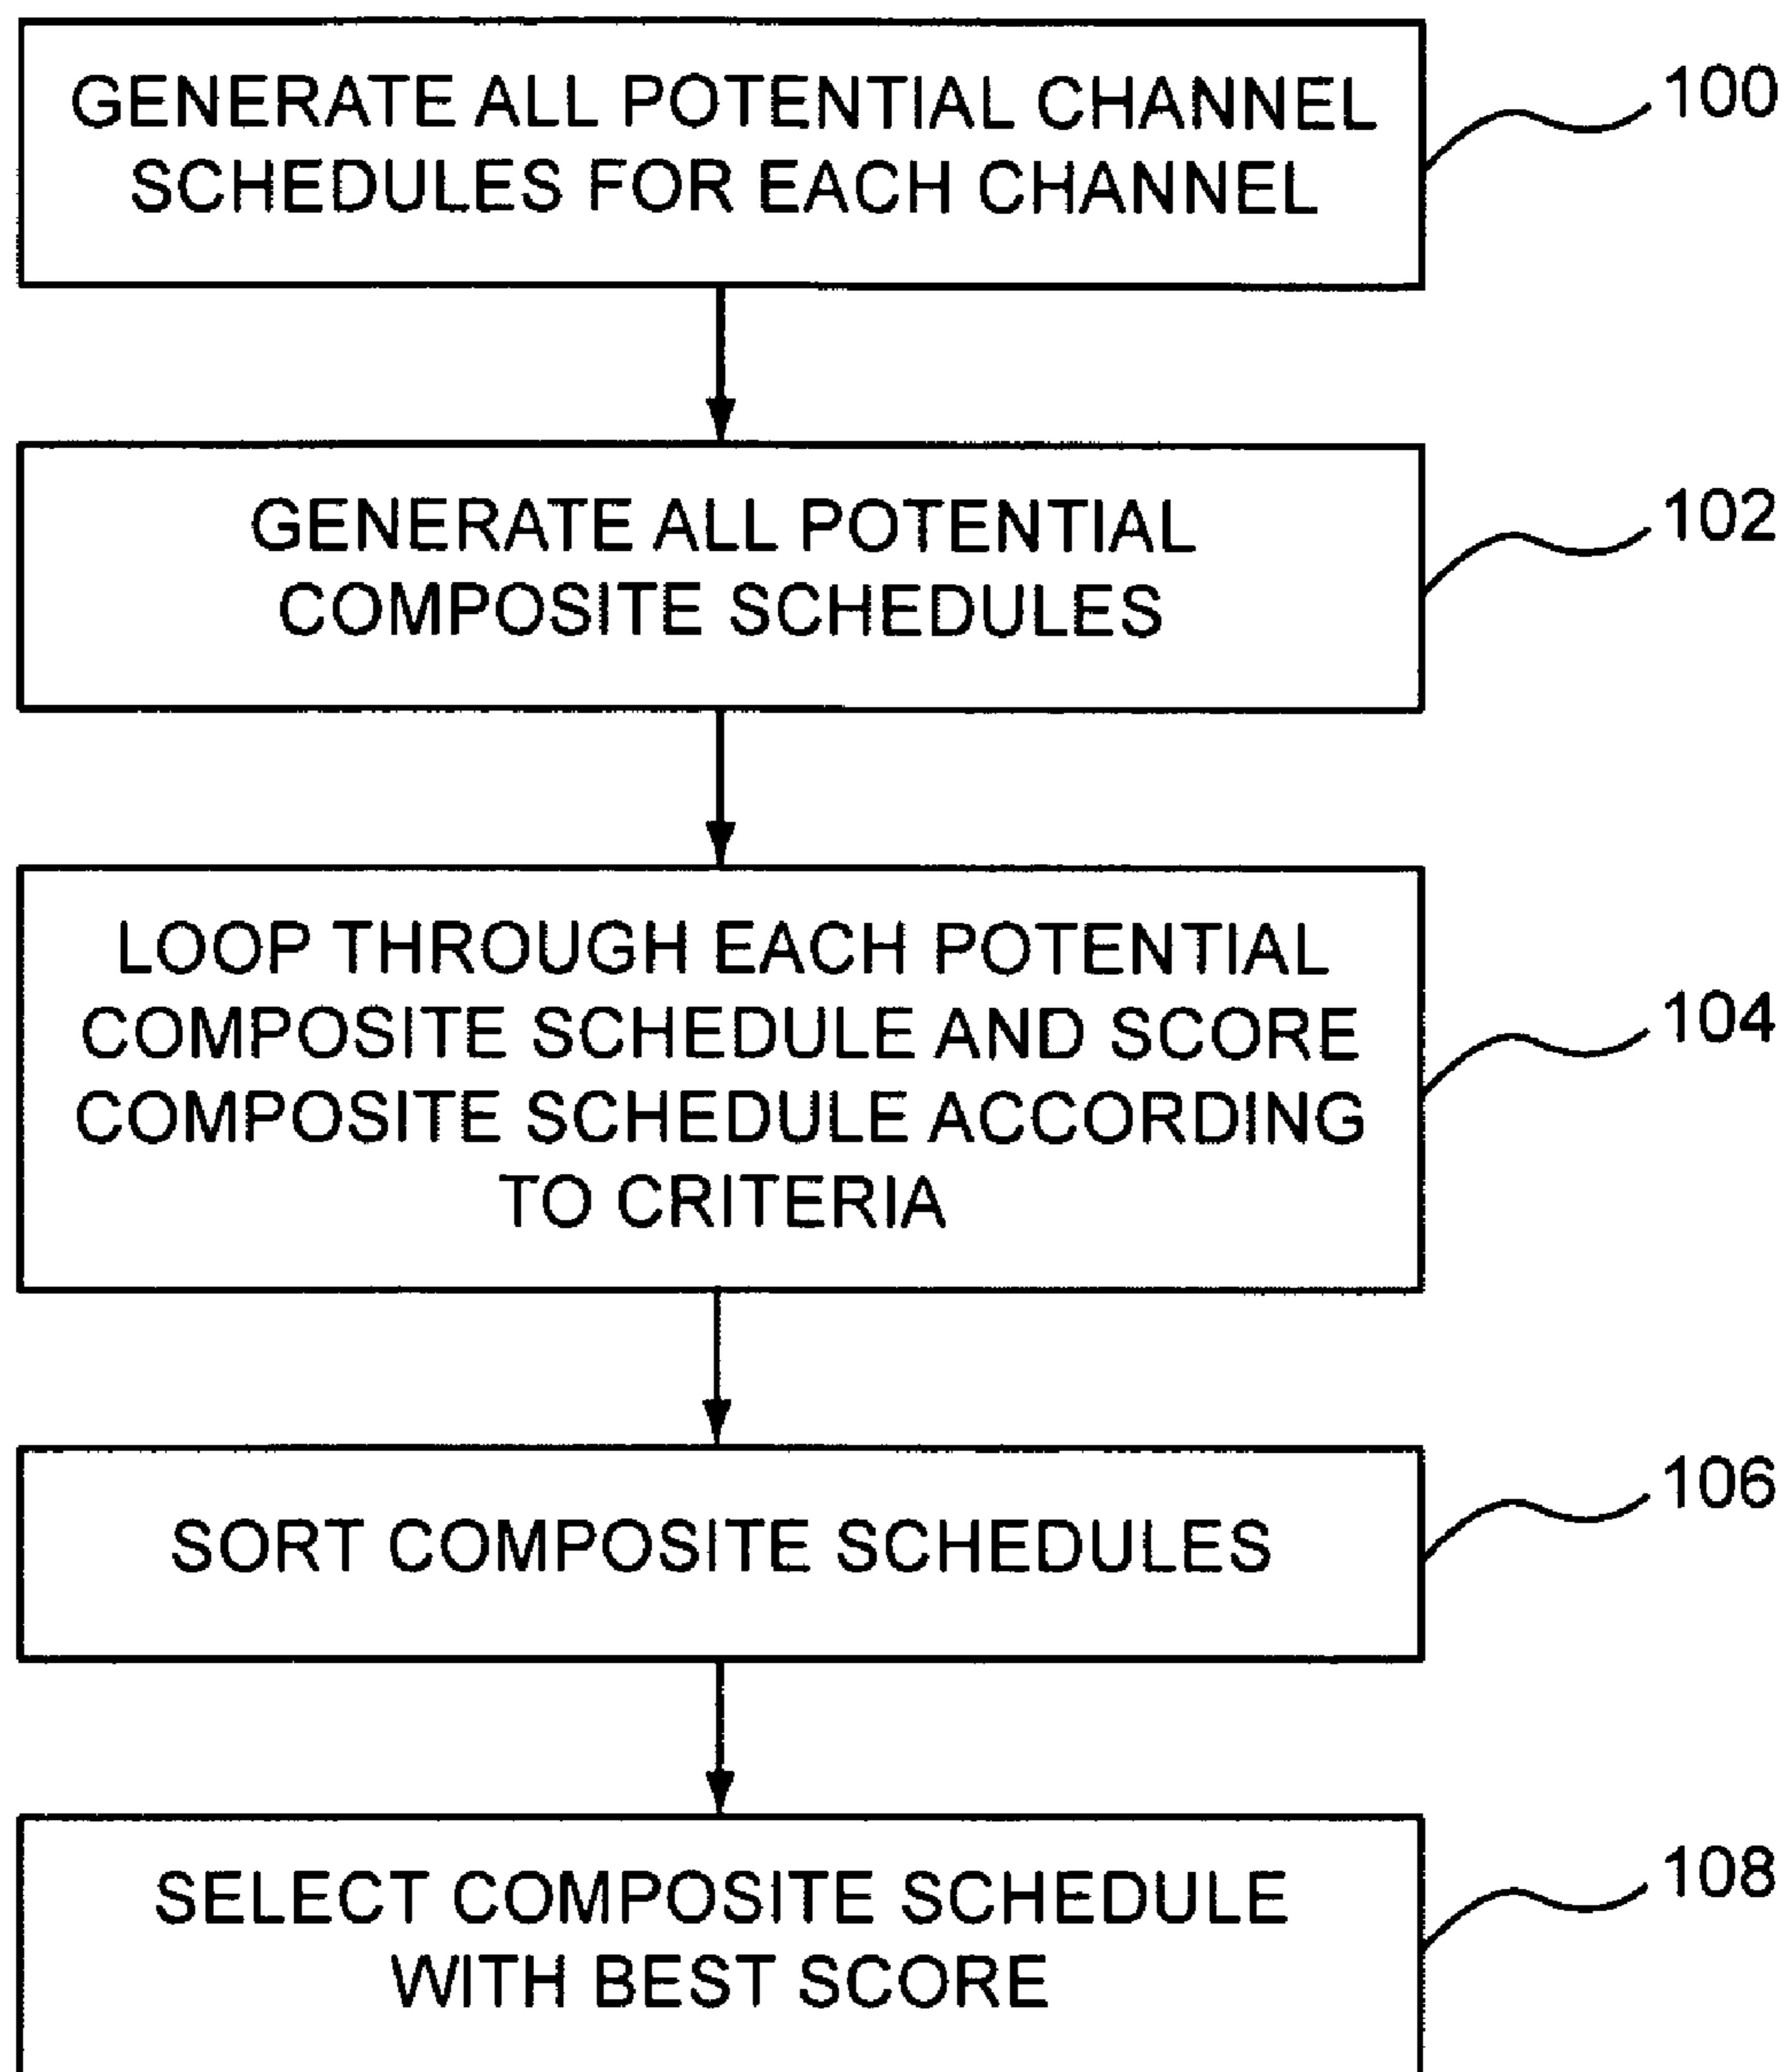 GENERATE ALL POTENTIAL CHANNEL
SCHEDULES FOR EACH CHANNEL
100
GENERATE ALL POTENTIAL
COMPOSITE SCHEDULES
102
LOOP THROUGH EACH POTENTIAL
COMPOSITE SCHEDULE AND SCORE
COMPOSITE SCHEDULE ACCORDING
TO CRITERIA
104
SORT COMPOSITE SCHEDULES
106
SELECT COMPOSITE SCHEDULE
WITH BEST SCORE
108